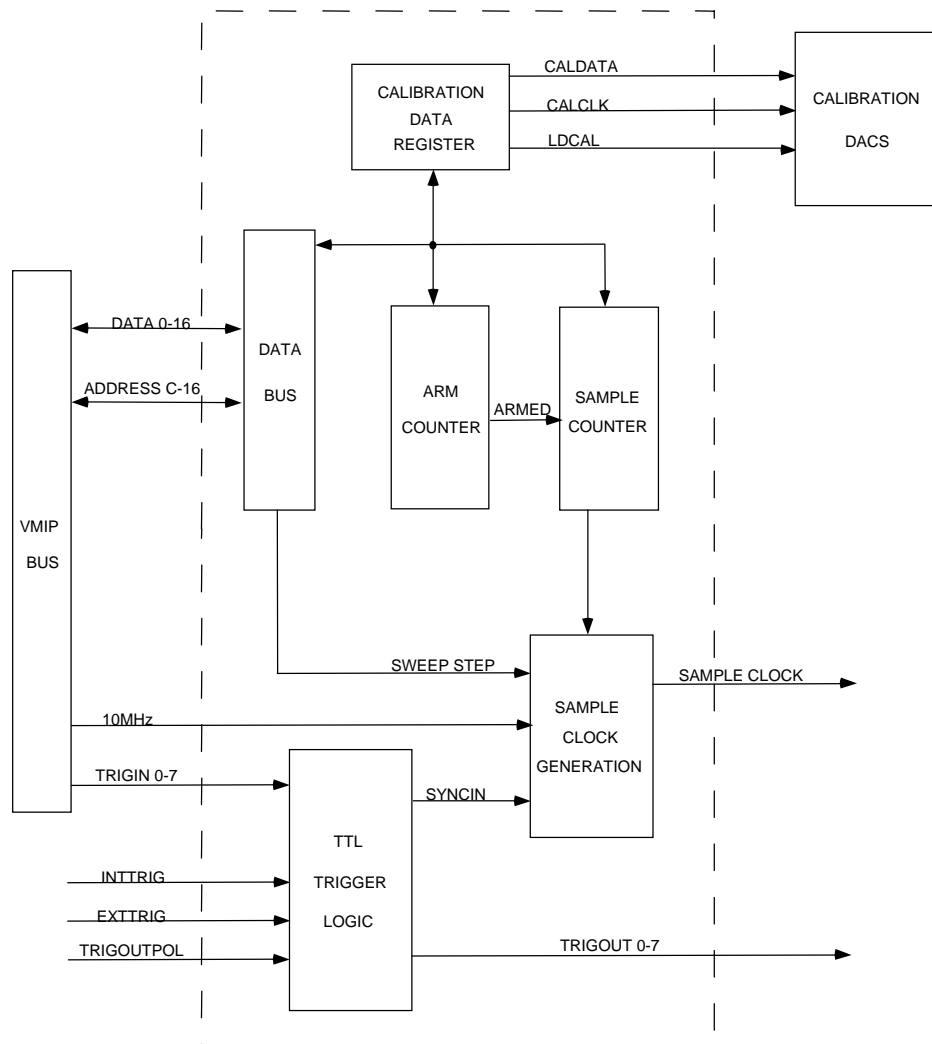 CALDATA
CALIBRATION
DATA
REGISTER
CALCLK
LDCAL
CALIBRATION
DACS
DATA 0-16
DATA
BUS
ADDRESS C-16
ARM
COUNTER
ARMED
SAMPLE
COUNTER
VMIP
BUS
SWEEP STEP
SAMPLE CLOCK
10MHz
SAMPLE
CLOCK
GENERATION
TRIGIN 0-7
SYNCIN
TTL
TRIGGER
LOGIC
INTTRIG
EXTTRIG
TRIGOUTPOL
TRIGOUT 0-7